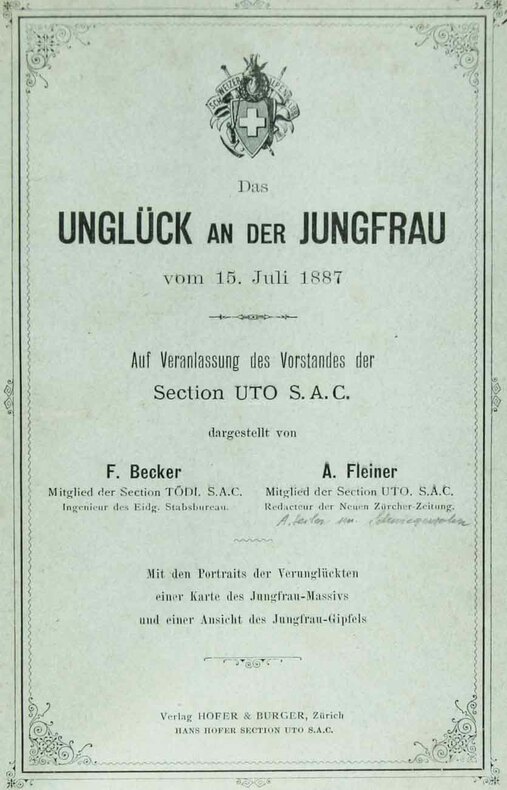 SCHWEIZER ALPENCLUB
Das
UNGLÜCK AN DER JUNGFRAU
vom 15. Juli 1887
Auf Veranlassung des Vorstandes der
Section UTO S. A. C.
dargestellt von
F. Becker
Mitglied der Section TÖDI. S.A.C.
Ingenieur des Eidg. Stabsbureau.
A. Fleiner
Mitglied der Section UTO. S.A.C.
Redacteur der Neuen Zürcher-Zeitung.
Mit den Portraits der Verunglückten
einer Karte des Jungfrau-Massivs
und einer Ansicht des Jungfrau-Gipfels
Verlag HOFER & BURGER, Zürich
HANS HOFER SECTION UTO S.A.C.